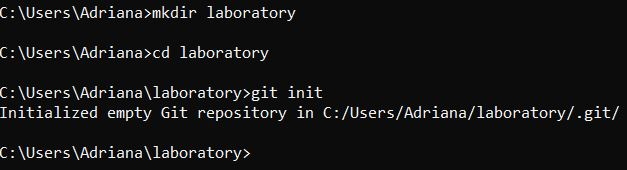 C:\Users\Adriana>mkdir laboratory
C:\Users\Adriana>cd laboratory
C:\Users\Adriana\laboratory>git init
Initialized empty Git repository in C:/Users/Adriana/laboratory/.git/
C:\Users\Adriana\laboratory>